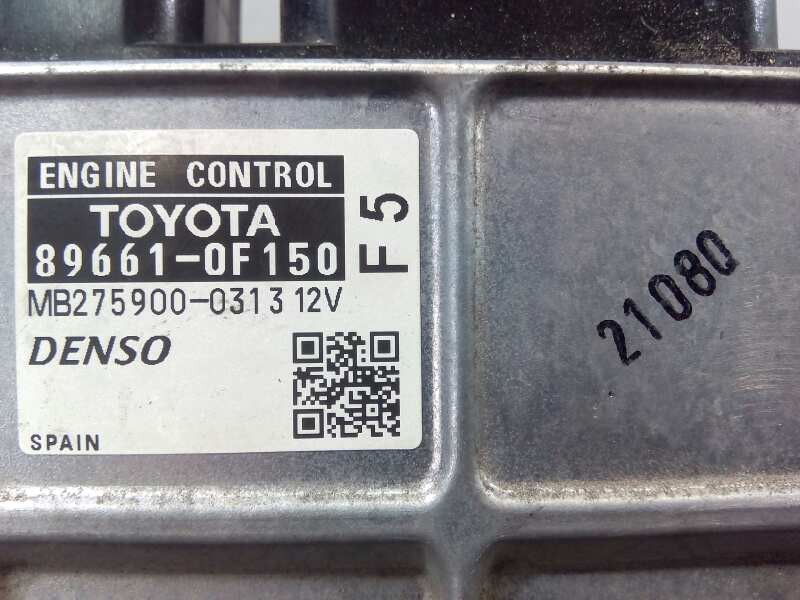 ENGINE CONTROL
TOYOTA
89661-0F150
F5
MB275900-0313 12V
DENSO
SPAIN
21080